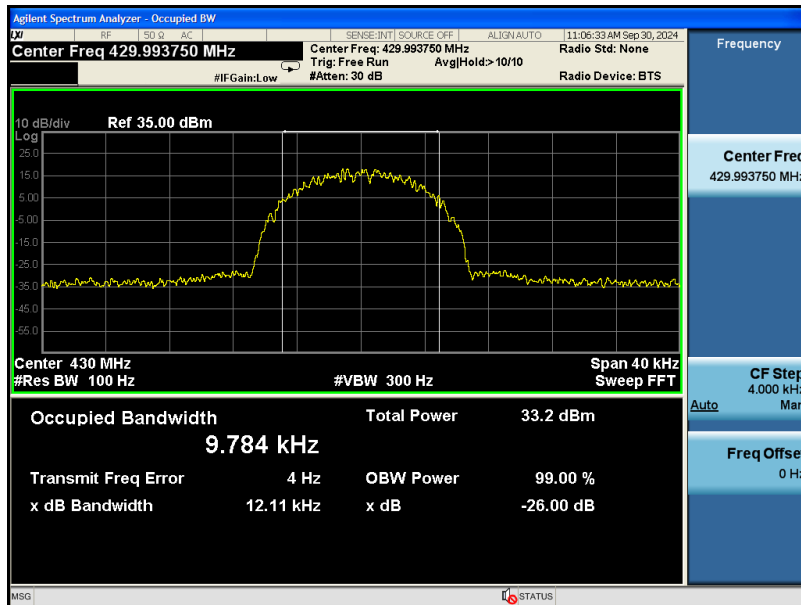 Agilent Spectrum Analyzer - Occupied BW
LXI RF 50 Ω AC SENSE:INT SOURCE OFF ALIGN AUTO 11:06:33 AM Sep 30, 2024
Center Freq 429.993750 MHz
Center Freq: 429.993750 MHz Radio Std: None
Trig: Free Run Avg|Hold:> 10/10
#IFGain:Low #Atten: 30 dB Radio Device: BTS
10 dB/div Ref 35.00 dBm
Log
25.0
15.0
5.00
-5.00
-15.0
-25.0
-35.0
-45.0
-55.0
Center 430 MHz Span 40 kHz
#Res BW 100 Hz #VBW 300 Hz Sweep FFT
Occupied Bandwidth Total Power 33.2 dBm
9.784 kHz
Transmit Freq Error 4 Hz OBW Power 99.00 %
x dB Bandwidth 12.11 kHz x dB -26.00 dB
MSG STATUS
Frequency
Center Freq
429.993750 MHz
CF Step
4.000 kHz
Auto Man
Freq Offset
0 Hz